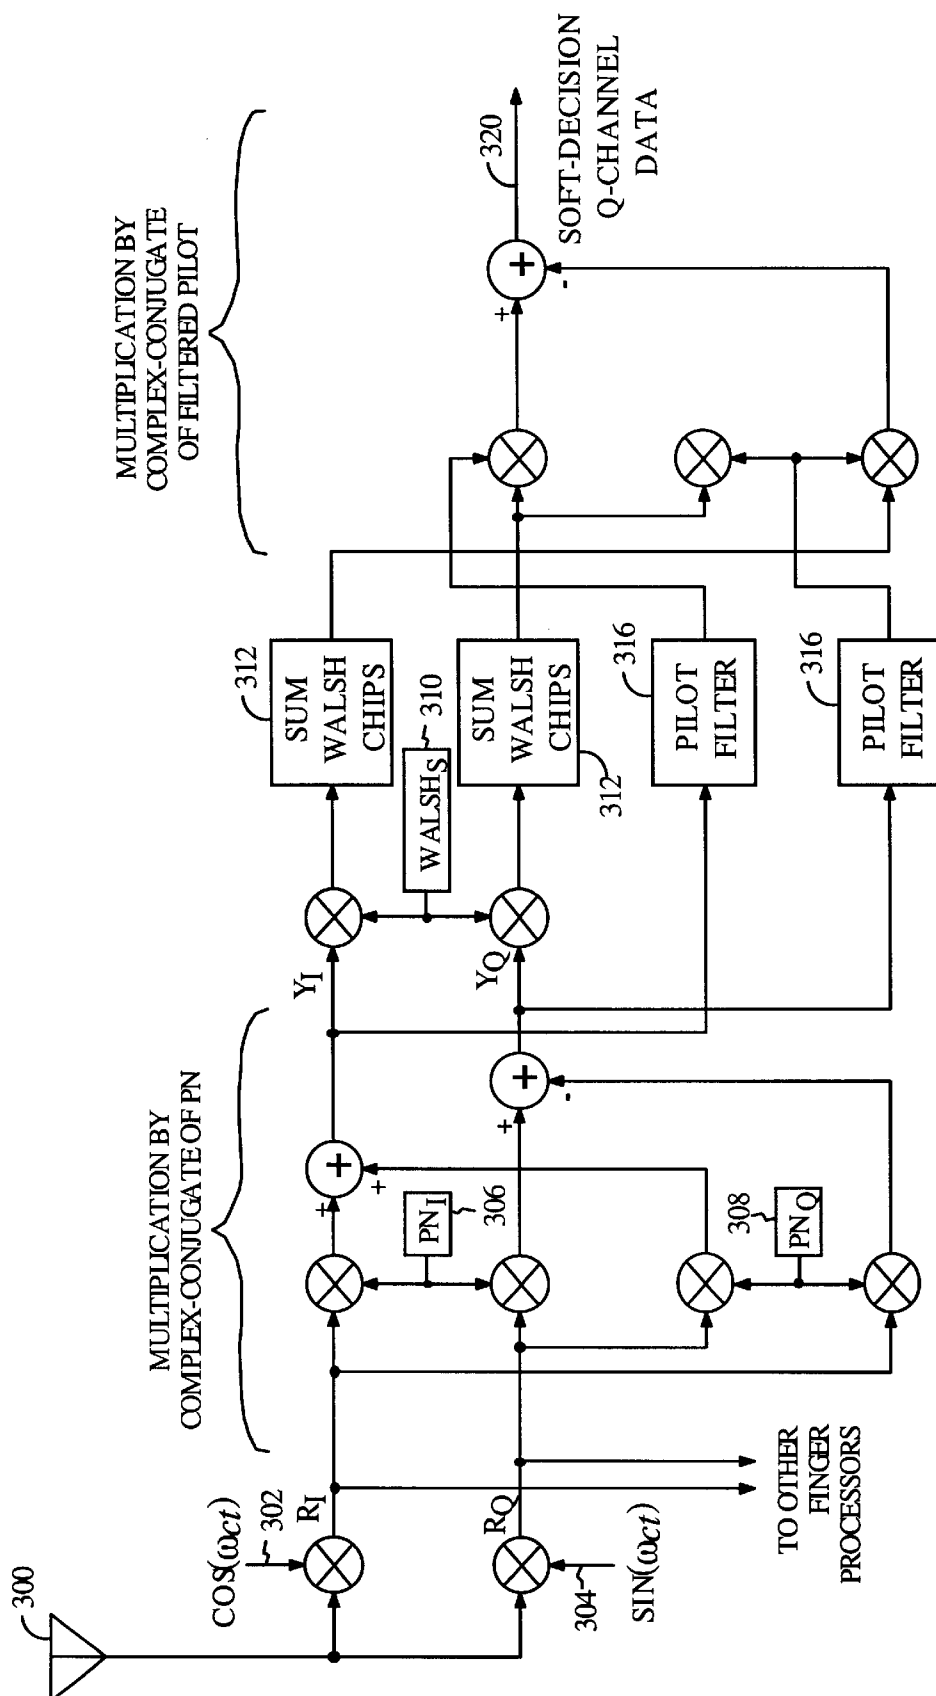 300
COS(ωct)
302
RI
RQ
304
SIN(ωct)
TO OTHER
FINGER
PROCESSORS
MULTIPLICATION BY
COMPLEX-CONJUGATE OF PN
PNI
306
308
PNQ
+
+
+
+
+
-
YI
YQ
WALSHS
310
312
SUM
WALSH
CHIPS
SUM
WALSH
CHIPS
312
316
PILOT
FILTER
316
PILOT
FILTER
MULTIPLICATION BY
COMPLEX-CONJUGATE
OF FILTERED PILOT
+
+
-
320
SOFT-DECISION
Q-CHANNEL
DATA